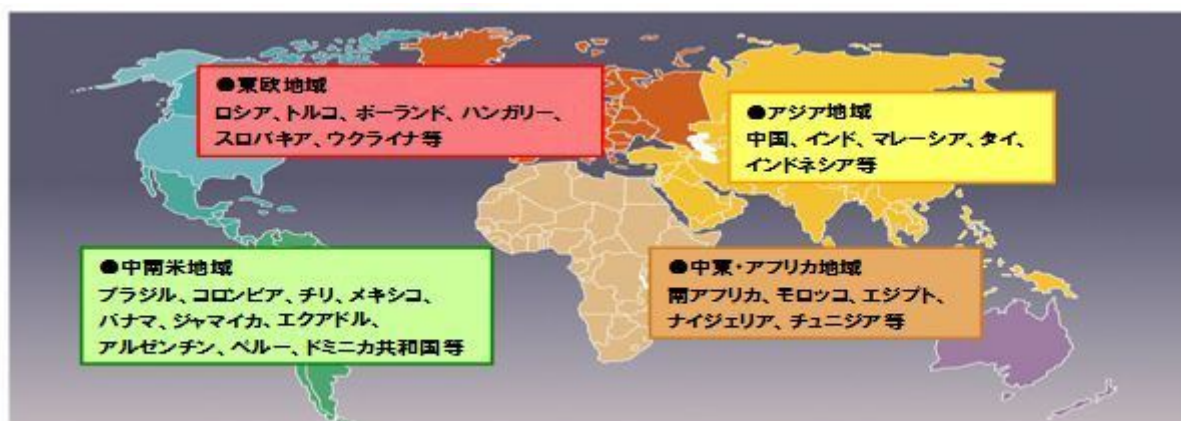 ●東欧地域
ロシア、トルコ、ポーランド、ハンガリー、
スロバキア、ウクライナ等
●アジア地域
中国、インド、マレーシア、タイ、
インドネシア等
●中南米地域
ブラジル、コロンビア、チリ、メキシコ、
パナマ、ジャマイカ、エクアドル、
アルゼンチン、ペルー、ドミニカ共和国等
●中東・アフリカ地域
南アフリカ、モロッコ、エジプト、
ナイジェリア、チュニジア等